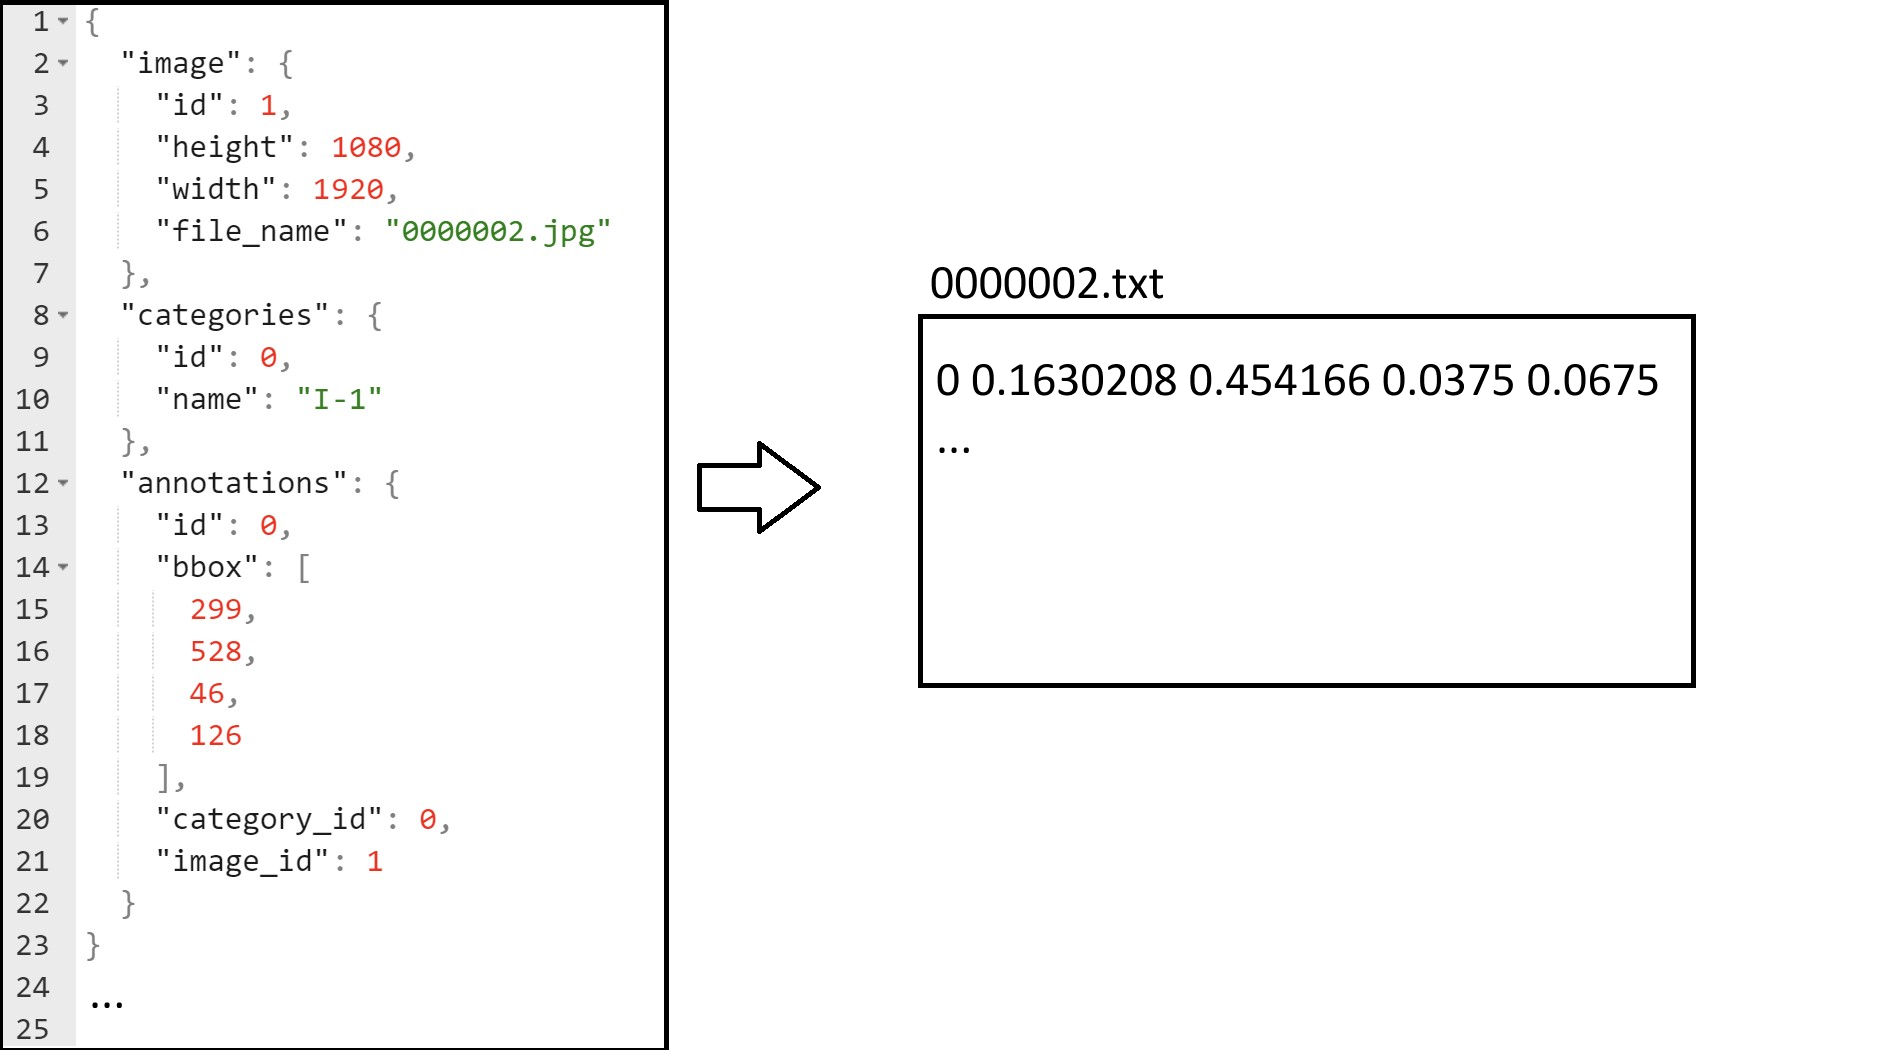 1 {
2 "image": {
3 "id": 1,
4 "height": 1080,
5 "width": 1920,
6 "file_name": "0000002.jpg"
7 },
8 "categories": {
9 "id": 0,
10 "name": "I-1"
11 },
12 "annotations": {
13 "id": 0,
14 "bbox": [
15 299,
16 528,
17 46,
18 126
19 ],
20 "category_id": 0,
21 "image_id": 1
22 }
23 }
24 ...
25
0000002.txt
0 0.1630208 0.454166 0.0375 0.0675
...